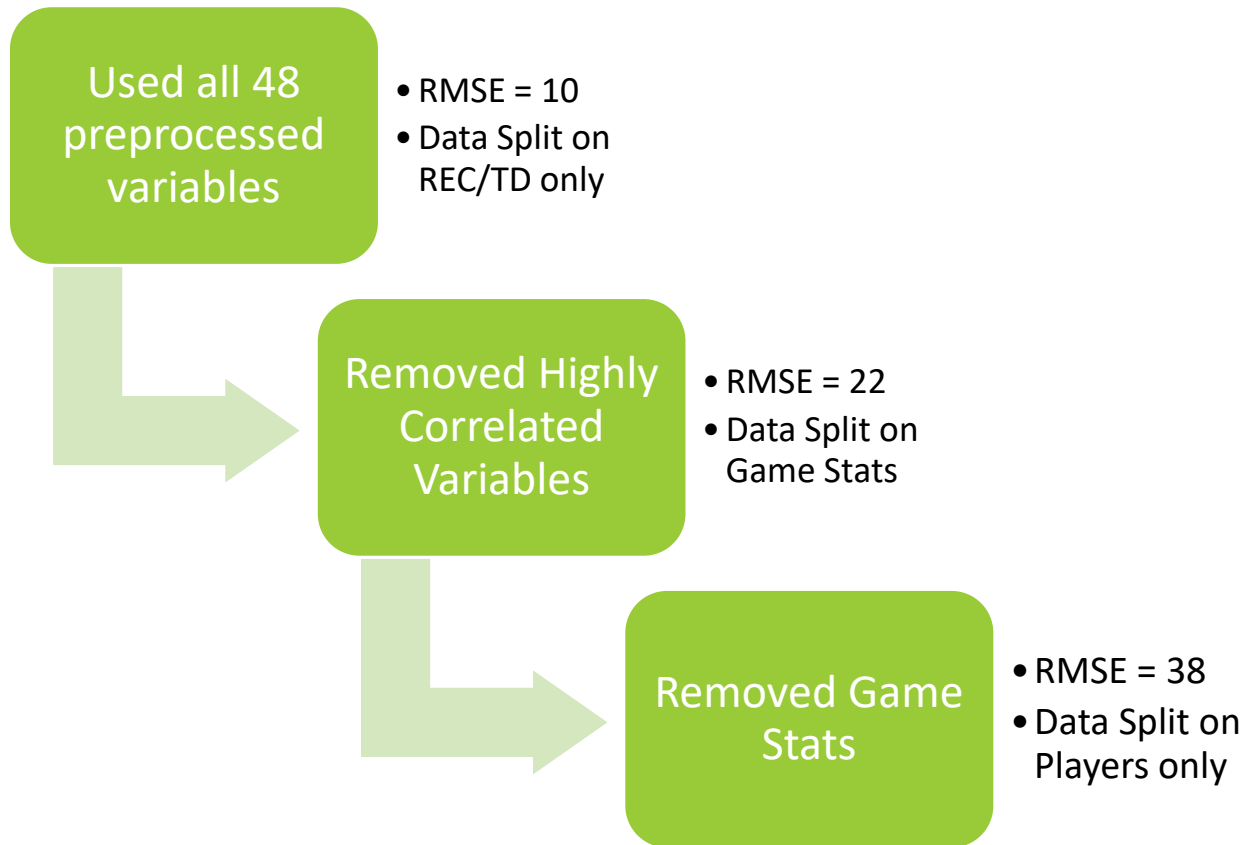 Used all 48
preprocessed
variables
• RMSE = 10
• Data Split on
REC/TD only
Removed Highly
Correlated
Variables
• RMSE = 22
• Data Split on
Game Stats
Removed Game
Stats
• RMSE = 38
• Data Split on
Players only